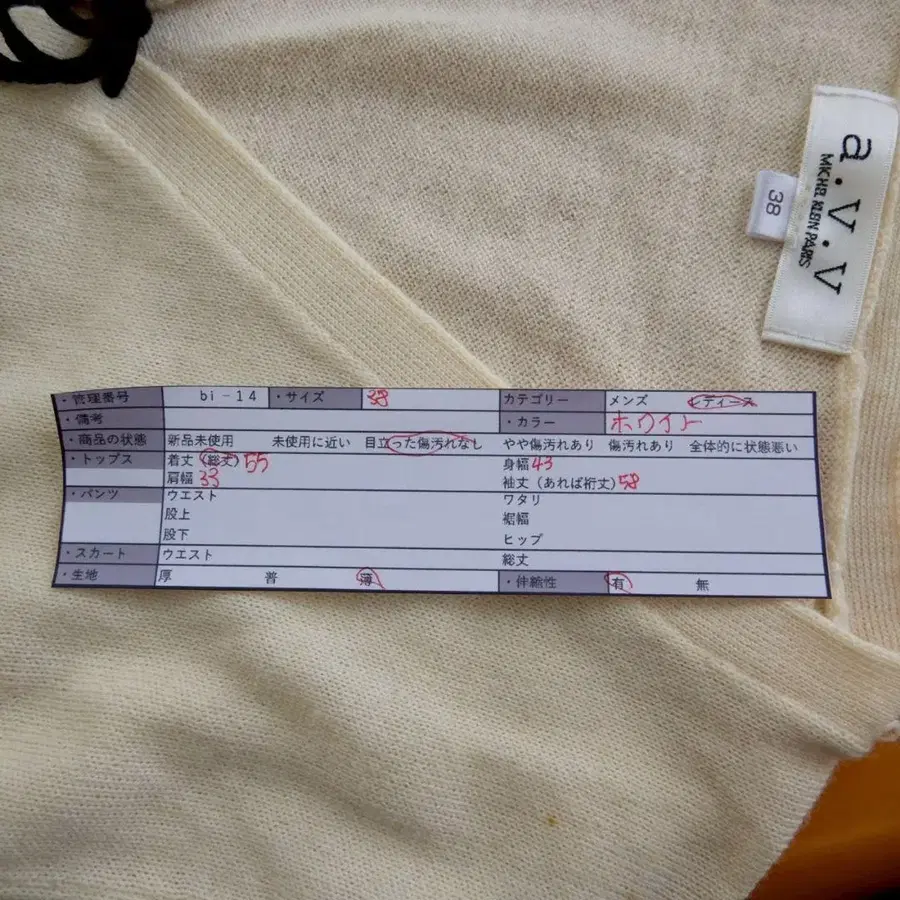 a.v.v
MICHEL KLEIN PARIS
38
・管理番号 bi-14 ・サイズ 38 カテゴリー メンズ レディース
・備考 ・カラー ホワイト
・商品の状態 新品未使用 未使用に近い 目立った傷汚れなし やや傷汚れあり 傷汚れあり 全体的に状態悪い
・トップス 着丈(総丈)55 身幅43
肩幅33 袖丈(あれば裄丈)58
・パンツ ウエスト ワタリ
股上 裾幅
股下 ヒップ
・スカート ウエスト 総丈
・生地 厚 普 薄 ・伸縮性 有 無